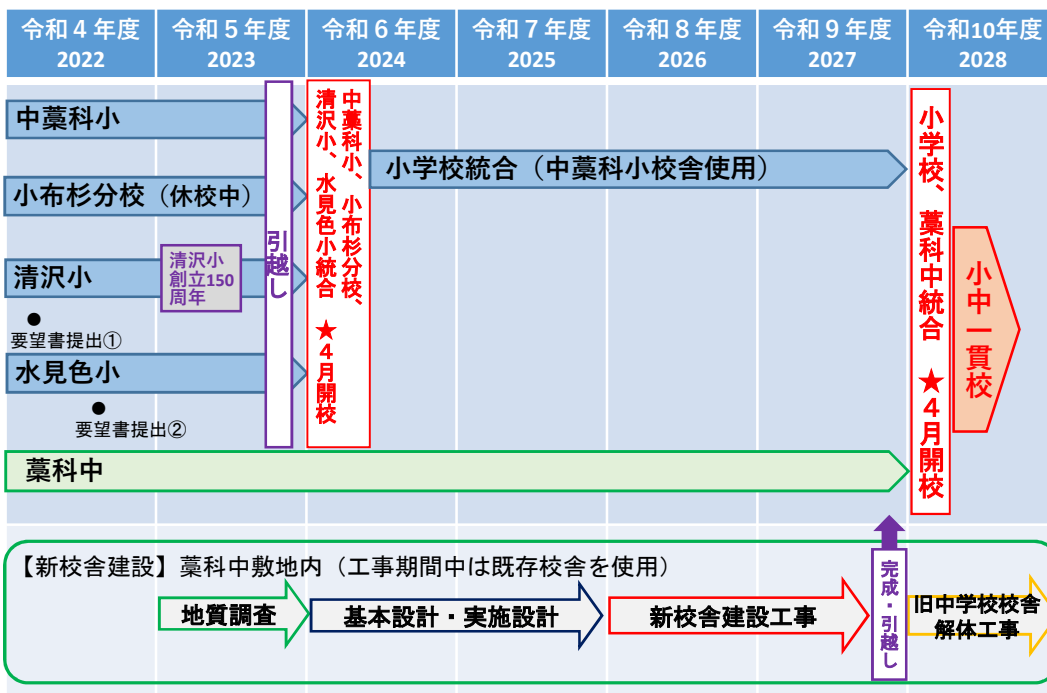 令和４年度
2022
令和５年度
2023
令和６年度
2024
令和７年度
2025
令和８年度
2026
令和９年度
2027
令和10年度
2028
中藁科小
小布杉分校（休校中）
清沢小
清沢小
創立150
周年
●
要望書提出①
水見色小
●
要望書提出②
引越し
中藁科小、小布杉分校、
清沢小、水見色小統合　★４月開校
小学校統合（中藁科小校舎使用）
小学校、藁科中統合　★４月開校
小中一貫校
藁科中
【新校舎建設】藁科中敷地内（工事期間中は既存校舎を使用）
地質調査
基本設計・実施設計
新校舎建設工事
完成・引越し
旧中学校校舎
解体工事